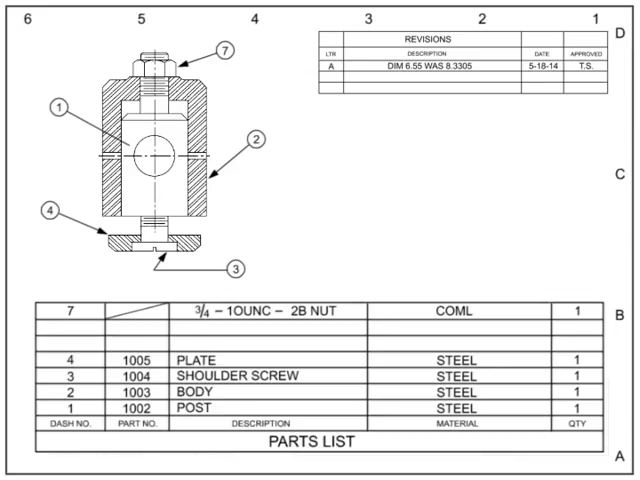 6 5 4 3 2 1
D
REVISIONS
LTR DESCRIPTION DATE APPROVED
A DIM 6.55 WAS 8.3305 5-18-14 T.S.
7
1
2
C
4
3
7 3/4 – 1OUNC – 2B NUT COML 1
B
4 1005 PLATE STEEL 1
3 1004 SHOULDER SCREW STEEL 1
2 1003 BODY STEEL 1
1 1002 POST STEEL 1
DASH NO. PART NO. DESCRIPTION MATERIAL QTY
PARTS LIST
A